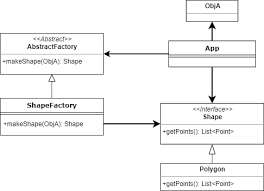 ObjA
<<Abstract>>
AbstractFactory
+makeShape(ObjA): Shape
App
ShapeFactory
+makeShape(ObjA): Shape
<<Interface>>
Shape
+getPoints(): List<Point>
Polygon
+getPoints(): List<Point>